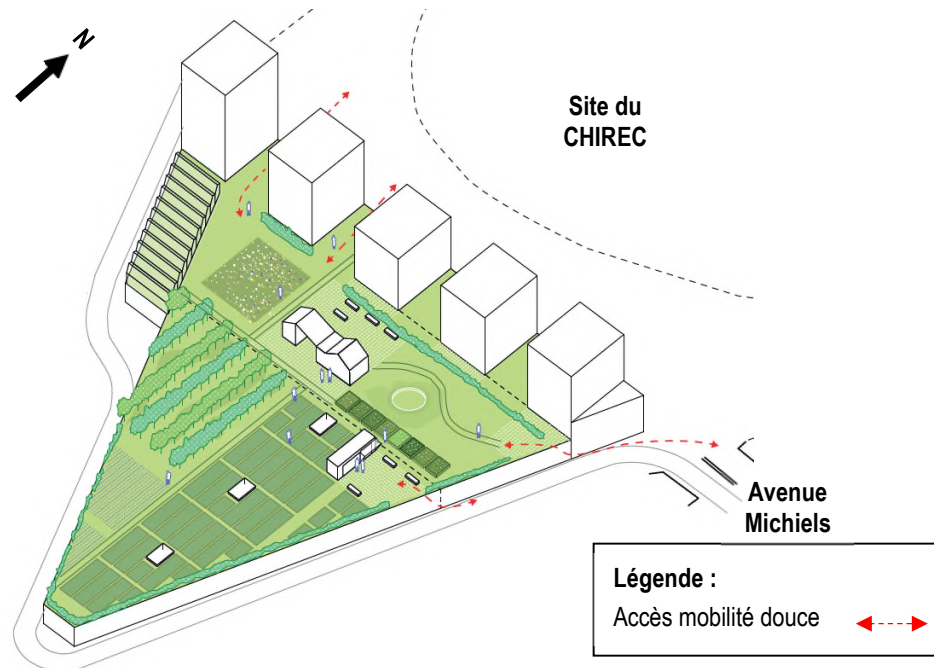 N
Site du
CHIREC
Avenue
Michiels
Légende :
Accès mobilité douce